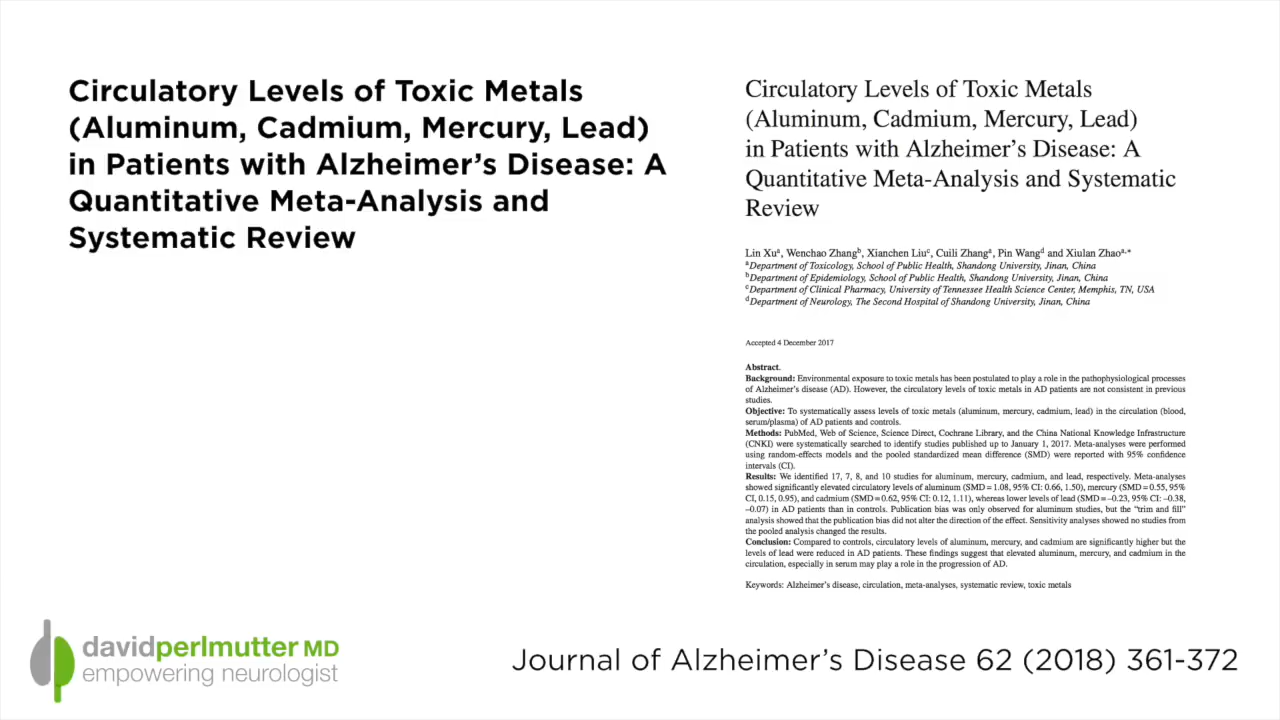 Circulatory Levels of Toxic Metals
(Aluminum, Cadmium, Mercury, Lead)
in Patients with Alzheimer's Disease: A
Quantitative Meta-Analysis and
Systematic Review
Circulatory Levels of Toxic Metals
(Aluminum, Cadmium, Mercury, Lead)
in Patients with Alzheimer's Disease: A
Quantitative Meta-Analysis and Systematic
Review
Lin Xuᵃ, Wenchao Zhangᵇ, Xianchen Liuᶜ, Cuili Zhangᵃ, Pin Wangᵈ and Xiulan Zhaoᵃ,*
ᵃDepartment of Toxicology, School of Public Health, Shandong University, Jinan, China
ᵇDepartment of Epidemiology, School of Public Health, Shandong University, Jinan, China
ᶜDepartment of Clinical Pharmacy, University of Tennessee Health Science Center, Memphis, TN, USA
ᵈDepartment of Neurology, The Second Hospital of Shandong University, Jinan, China
Accepted 4 December 2017
Abstract.
Background: Environmental exposure to toxic metals has been postulated to play a role in the pathophysiological processes
of Alzheimer's disease (AD). However, the circulatory levels of toxic metals in AD patients are not consistent in previous
studies.
Objective: To systematically assess levels of toxic metals (aluminum, mercury, cadmium, lead) in the circulation (blood,
serum/plasma) of AD patients and controls.
Methods: PubMed, Web of Science, Science Direct, Cochrane Library, and the China National Knowledge Infrastructure
(CNKI) were systematically searched to identify studies published up to January 1, 2017. Meta-analyses were performed
using random-effects models and the pooled standardized mean difference (SMD) were reported with 95% confidence
intervals (CI).
Results: We identified 17, 7, 8, and 10 studies for aluminum, mercury, cadmium, and lead, respectively. Meta-analyses
showed significantly elevated circulatory levels of aluminum (SMD = 1.08, 95% CI: 0.66, 1.50), mercury (SMD = 0.55, 95%
CI, 0.15, 0.95), and cadmium (SMD = 0.62, 95% CI: 0.12, 1.11), whereas lower levels of lead (SMD = –0.23, 95% CI: –0.38,
–0.07) in AD patients than in controls. Publication bias was only observed for aluminum studies, but the "trim and fill"
analysis showed that the publication bias did not alter the direction of the effect. Sensitivity analyses showed no studies from
the pooled analysis changed the results.
Conclusion: Compared to controls, circulatory levels of aluminum, mercury, and cadmium are significantly higher but the
levels of lead were reduced in AD patients. These findings suggest that elevated aluminum, mercury, and cadmium in the
circulation, especially in serum may play a role in the progression of AD.
Keywords: Alzheimer's disease, circulation, meta-analyses, systematic review, toxic metals
davidperlmutter MD
empowering neurologist
Journal of Alzheimer's Disease 62 (2018) 361-372